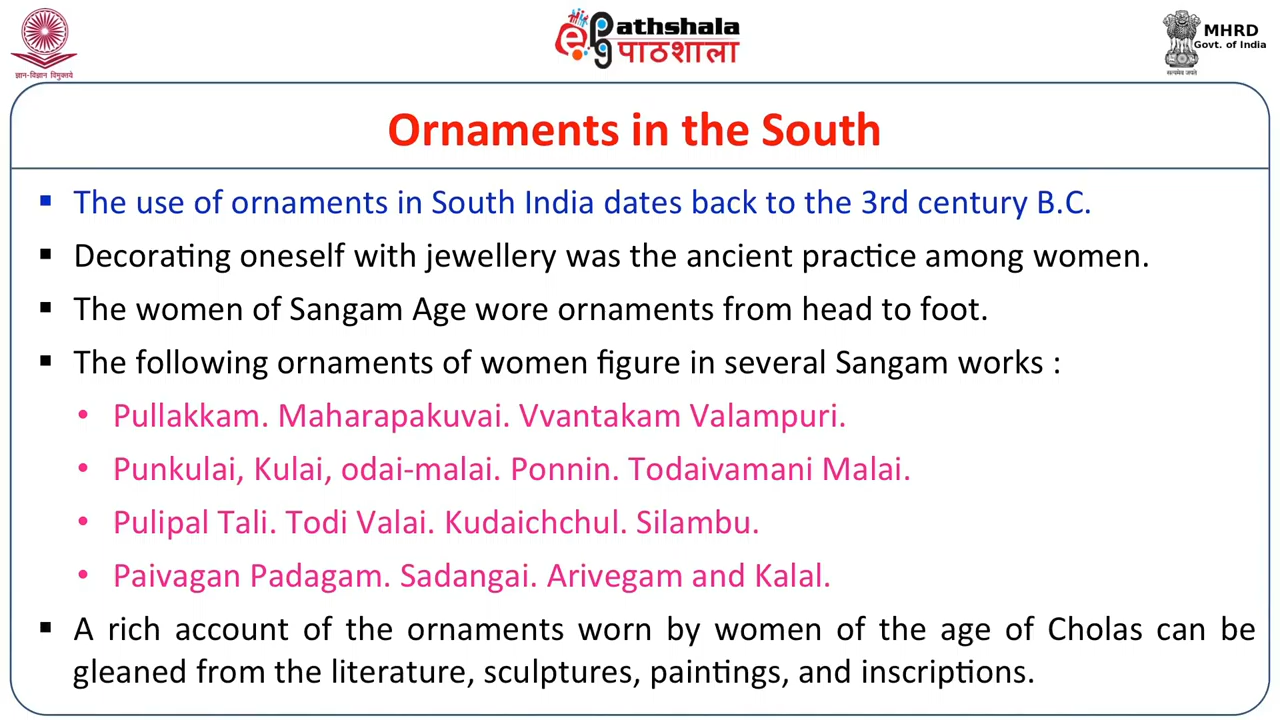 ज्ञान-विज्ञान विमुक्तये
ePathshala
पाठशाला
MHRD
Govt. of India
सत्यमेव जयते
Ornaments in the South
The use of ornaments in South India dates back to the 3rd century B.C.
Decorating oneself with jewellery was the ancient practice among women.
The women of Sangam Age wore ornaments from head to foot.
The following ornaments of women figure in several Sangam works :
Pullakkam. Maharapakuvai. Vvantakam Valampuri.
Punkulai, Kulai, odai-malai. Ponnin. Todaivamani Malai.
Pulipal Tali. Todi Valai. Kudaichchul. Silambu.
Paivagan Padagam. Sadangai. Arivegam and Kalal.
A rich account of the ornaments worn by women of the age of Cholas can be
gleaned from the literature, sculptures, paintings, and inscriptions.